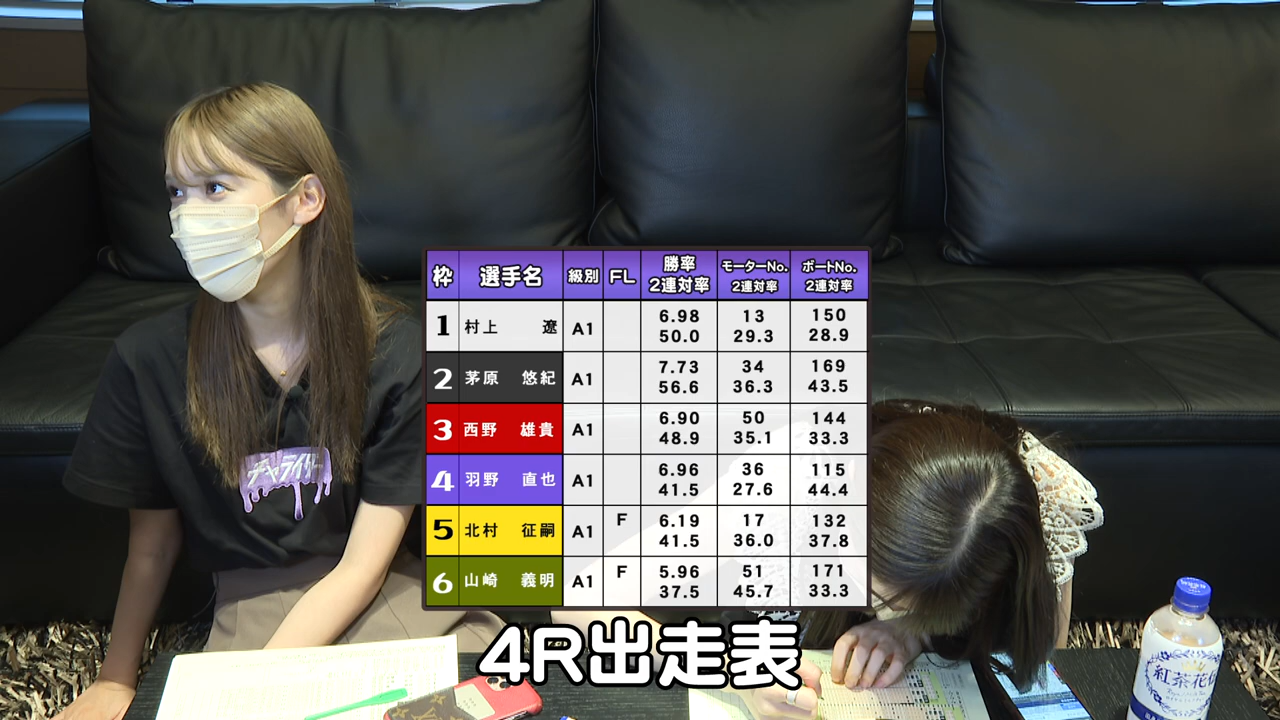 枠 選手名 級別 FL 勝率 2連対率 モーターNo. 2連対率 ボートNo. 2連対率
1 村上 遼 A1 6.98 50.0 13 29.3 150 28.9
2 茅原 悠紀 A1 7.73 56.6 34 36.3 169 43.5
3 西野 雄貴 A1 6.90 48.9 50 35.1 144 33.3
4 羽野 直也 A1 6.96 41.5 36 27.6 115 44.4
5 北村 征嗣 A1 F 6.19 41.5 17 36.0 132 37.8
6 山崎 義明 A1 F 5.96 37.5 51 45.7 171 33.3
4R出走表
チャライダー
紅茶花伝